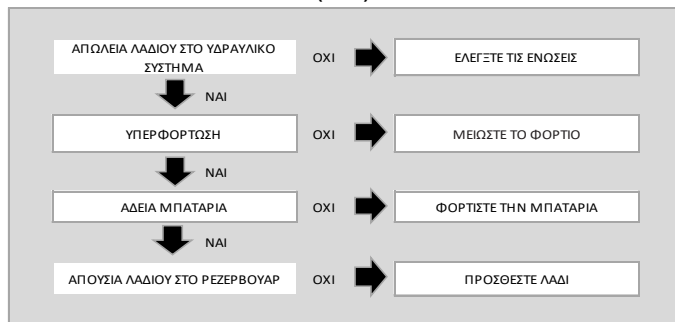 ΑΠΩΛΕΙΑ ΛΑΔΙΟΥ ΣΤΟ ΥΔΡΑΥΛΙΚΟ
ΣΥΣΤΗΜΑ
ΟΧΙ
ΕΛΕΓΞΤΕ ΤΙΣ ΕΝΩΣΕΙΣ
ΝΑΙ
ΥΠΕΡΦΟΡΤΩΣΗ
ΟΧΙ
ΜΕΙΩΣΤΕ ΤΟ ΦΟΡΤΙΟ
ΝΑΙ
ΑΔΕΙΑ ΜΠΑΤΑΡΙΑ
ΟΧΙ
ΦΟΡΤΙΣΤΕ ΤΗΝ ΜΠΑΤΑΡΙΑ
ΝΑΙ
ΑΠΟΥΣΙΑ ΛΑΔΙΟΥ ΣΤΟ ΡΕΖΕΡΒΟΥΑΡ
ΟΧΙ
ΠΡΟΣΘΕΣΤΕ ΛΑΔΙ